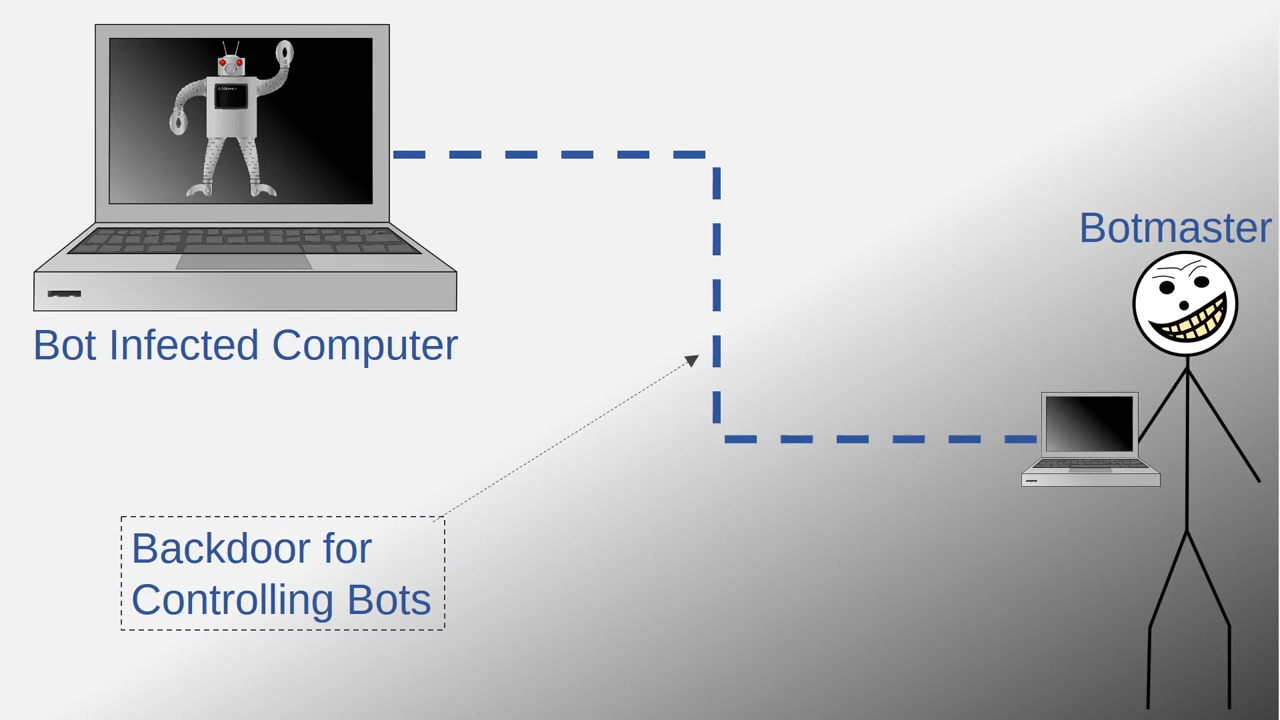 Botmaster
Bot Infected Computer
Backdoor for
Controlling Bots